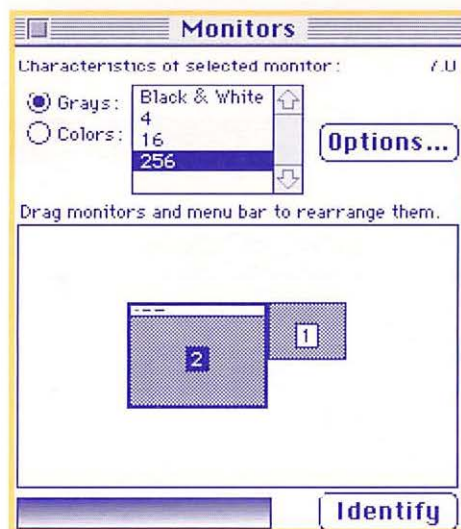 Monitors
Characteristics of selected monitor: 7.0
Grays:
Colors:
Black & White
4
16
256
Options...
Drag monitors and menu bar to rearrange them.
2
1
Identify